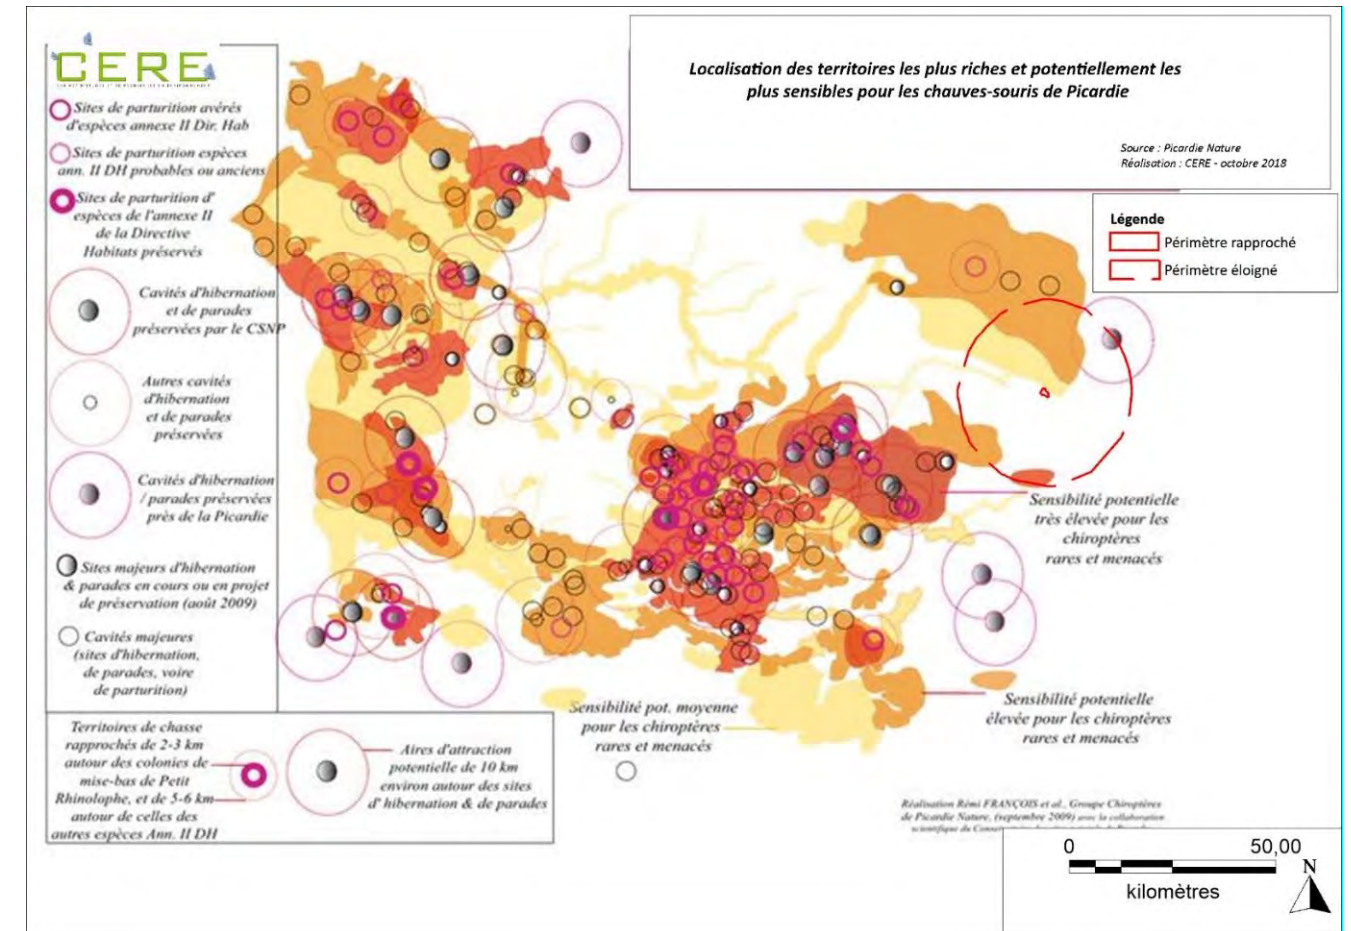 CERE
Localisation des territoires les plus riches et potentiellement les
plus sensibles pour les chauves-souris de Picardie
Source : Picardie Nature
Réalisation : CERE - octobre 2018
Légende
Périmètre rapproché
Périmètre éloigné
Sites de parturition avérés
d'espèces annexe II Dir. Hab
Sites de parturition espèces
ann. II DH probables ou anciens
Sites de parturition d'
espèces de l'annexe II
de la Directive
Habitats préservés
Cavités d'hibernation
et de parades
préservées par le CSNP
Autres cavités
d'hibernation
et de parades
préservées
Cavités d'hibernation
/ parades préservées
près de la Picardie
Sites majeurs d'hibernation
& parades en cours ou en projet
de préservation (août 2009)
Cavités majeures
(sites d'hibernation,
de parades, voire
de parturition)
Sensibilité potentielle
très élevée pour les
chiroptères
rares et menacés
Sensibilité pot. moyenne
pour les chiroptères
rares et menacés
Sensibilité potentielle
élevée pour les chiroptères
rares et menacés
Territoires de chasse
rapprochés de 2-3 km
autour des colonies de
mise-bas de Petit
Rhinolophe, et de 5-6 km
autour de celles des
autres espèces Ann. II DH
Aires d'attraction
potentielle de 10 km
environ autour des sites
d' hibernation & de parades
Réalisation Rémi FRANÇOIS et al., Groupe Chiroptères
de Picardie Nature, (septembre 2009) avec la collaboration
scientifique du
0 50,00
kilomètres
N